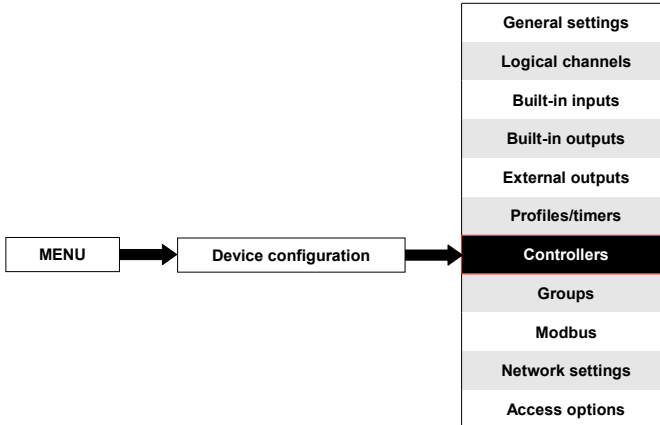 General settings
Logical channels
Built-in inputs
Built-in outputs
External outputs
Profiles/timers
MENU
Device configuration
Controllers
Groups
Modbus
Network settings
Access options